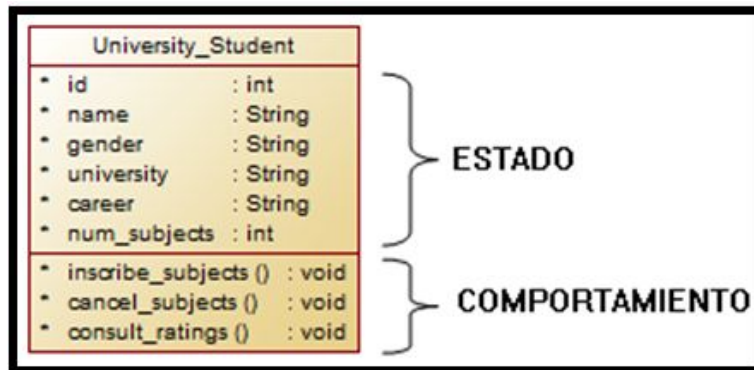 University_Student
* id : int
* name : String
* gender : String
* university : String
* career : String
* num_subjects : int
ESTADO
* inscribe_subjects () : void
* cancel_subjects () : void
* consult_ratings () : void
COMPORTAMIENTO